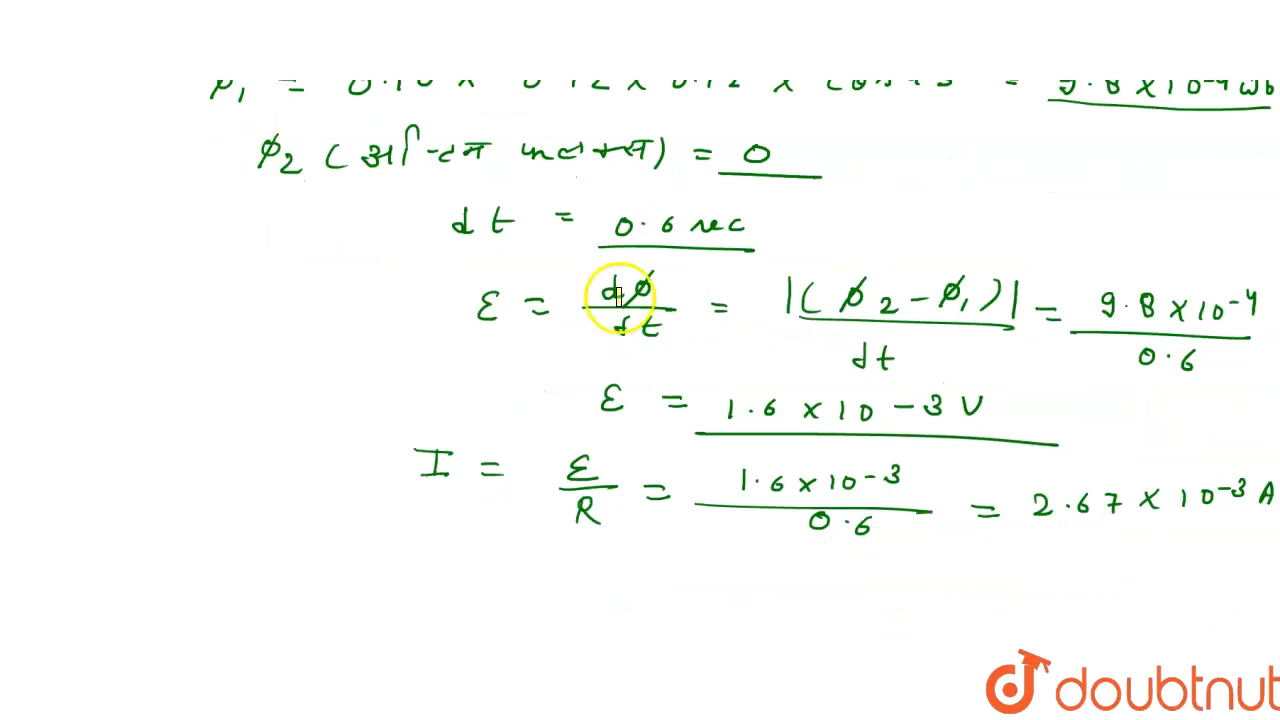 = 9.8 × 10⁻⁴ Wb
ϕ₂ ( ) = 0
dt = 0.6 sec
ε = dϕ/dt = |(ϕ₂ - ϕ₁)|/dt = 9.8 × 10⁻⁴/0.6
ε = 1.6 × 10 - 3 V
I = ε/R = 1.6 × 10 - 3/0.6 = 2.67 × 10⁻³ A
doubtnut